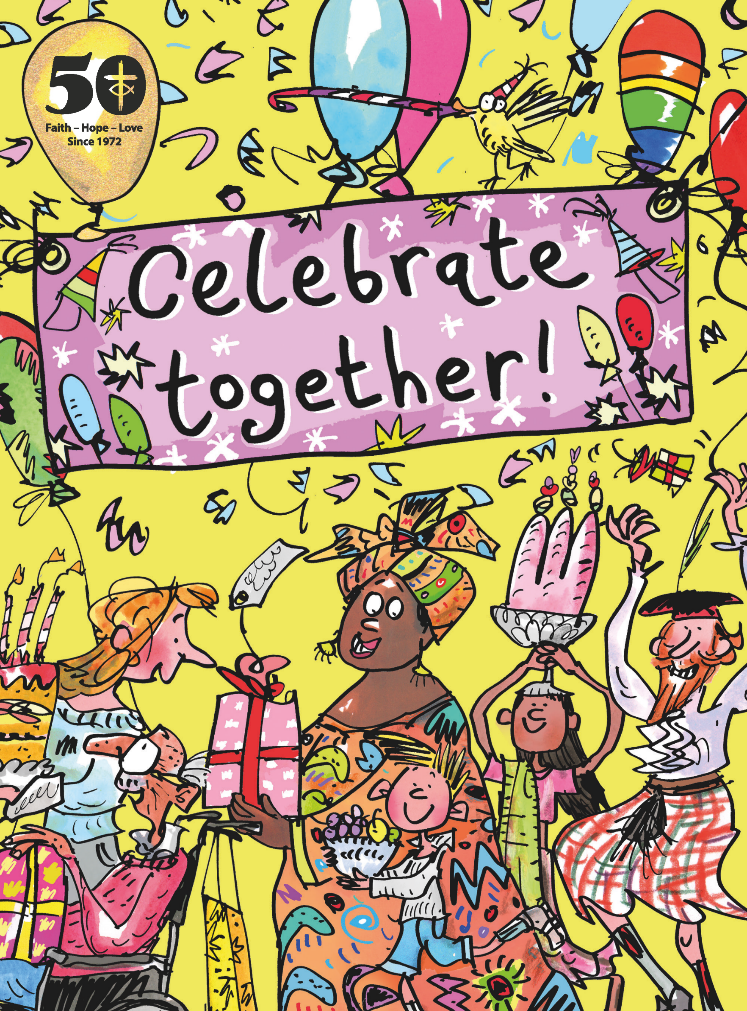 50
Faith – Hope – Love
Since 1972
Celebrate
together!